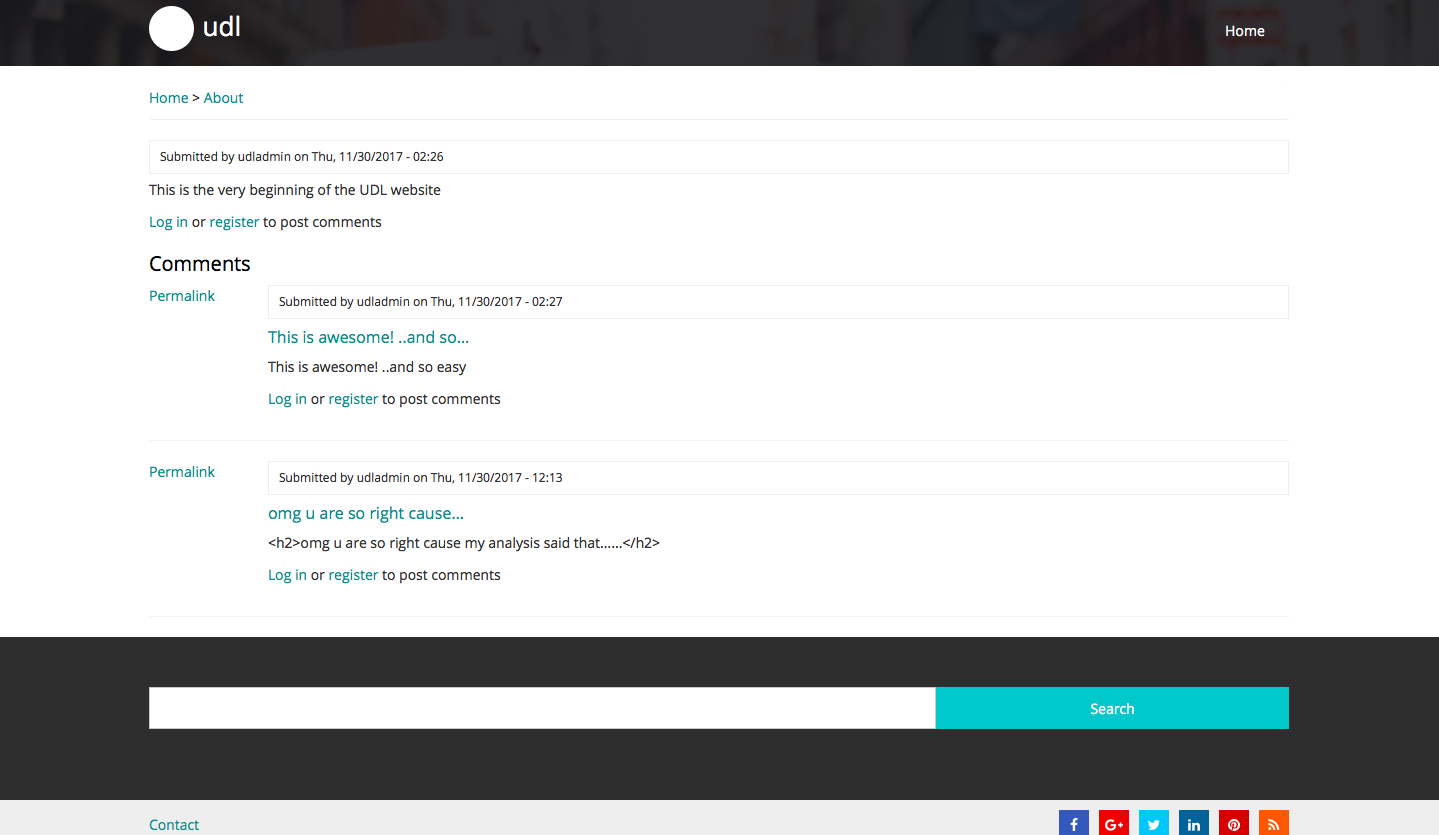 udl
Home
Home > About
Submitted by udladmin on Thu, 11/30/2017 - 02:26
This is the very beginning of the UDL website
Log in or register to post comments
Comments
Permalink
Submitted by udladmin on Thu, 11/30/2017 - 02:27
This is awesome! ..and so...
This is awesome! ..and so easy
Log in or register to post comments
Permalink
Submitted by udladmin on Thu, 11/30/2017 - 12:13
omg u are so right cause...
<h2>omg u are so right cause my analysis said that......</h2>
Log in or register to post comments
Search
Contact